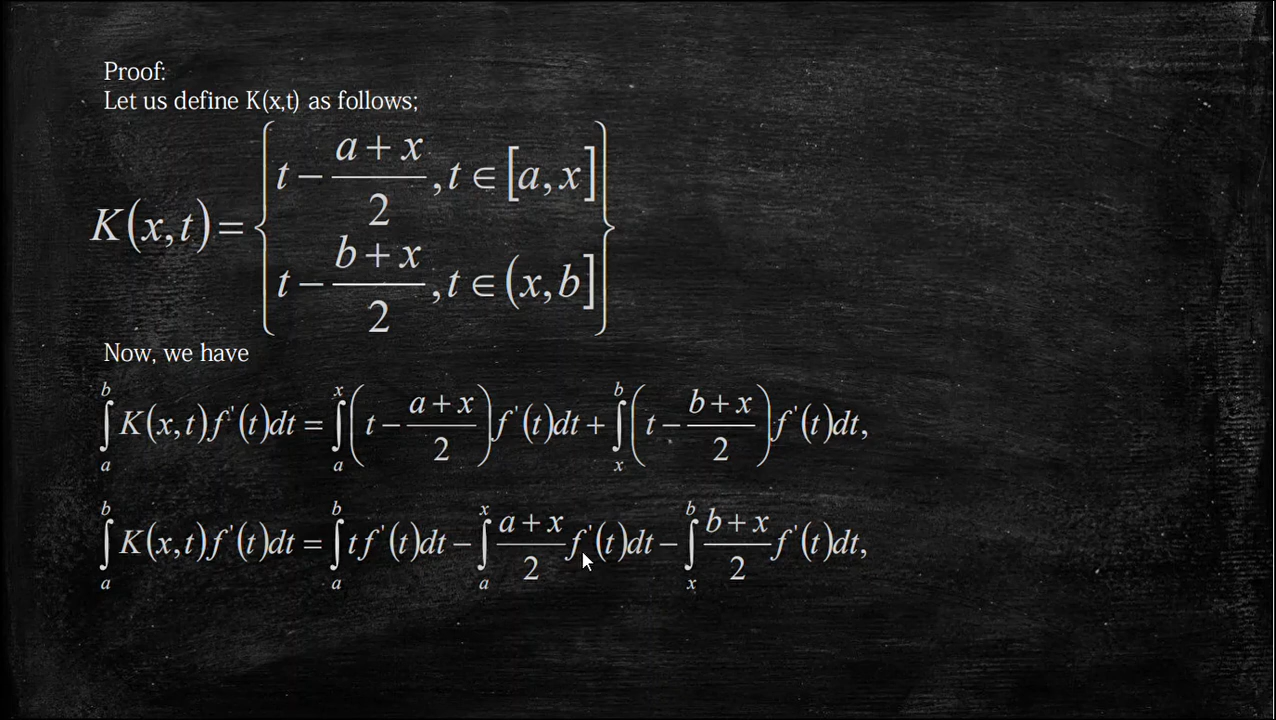 Proof:
Let us define K(x,t) as follows;
K(x,t) = { t − (a + x)/2 , t ∈ [a, x]
t − (b + x)/2 , t ∈ (x, b] }
Now, we have
∫_a^b K(x,t) f'(t)dt = ∫_a^x (t − (a + x)/2) f'(t)dt + ∫_x^b (t − (b + x)/2) f'(t)dt,
∫_a^b K(x,t) f'(t)dt = ∫_a^b tf'(t)dt − ∫_a^x (a + x)/2 f'(t)dt − ∫_x^b (b + x)/2 f'(t)dt,